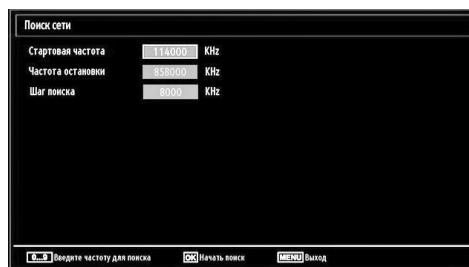 Поиск сети
Стартовая частота 114000 KHz
Частота остановки 858000 KHz
Шаг поиска 8000 KHz
0...9 Введите частоту для поиска OK Начать поиск MENU Выход